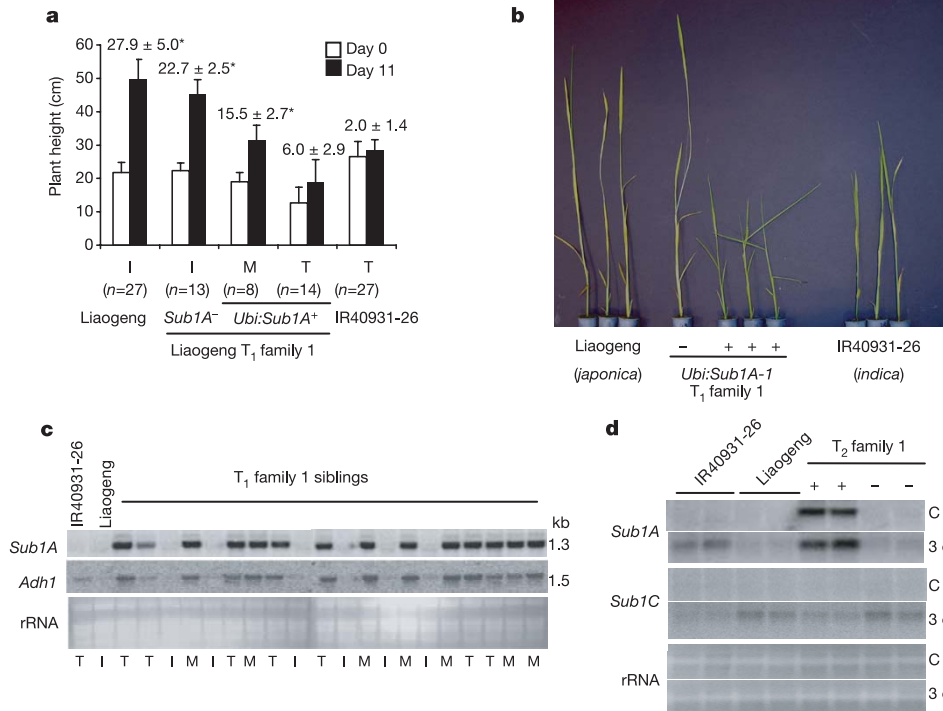 a
27.9 ± 5.0*
22.7 ± 2.5*
15.5 ± 2.7*
6.0 ± 2.9
2.0 ± 1.4
Day 0
Day 11
Plant height (cm)
60
50
40
30
20
10
0
I I M T T
(n=27) (n=13) (n=8) (n=14) (n=27)
Liaogeng Sub1A⁻ Ubi:Sub1A⁺ IR40931-26
Liaogeng T₁ family 1
b
Liaogeng − + + + IR40931-26
(japonica) Ubi:Sub1A-1 (indica)
T₁ family 1
c
IR40931-26
Liaogeng
T₁ family 1 siblings
kb
Sub1A 1.3
Adh1 1.5
rRNA
T I T T I M I T M T I T I M I M I M T T M M
d
IR40931-26
Liaogeng
T₂ family 1
+ + − −
Sub1A
C
3
Sub1C
C
3
rRNA
C
3